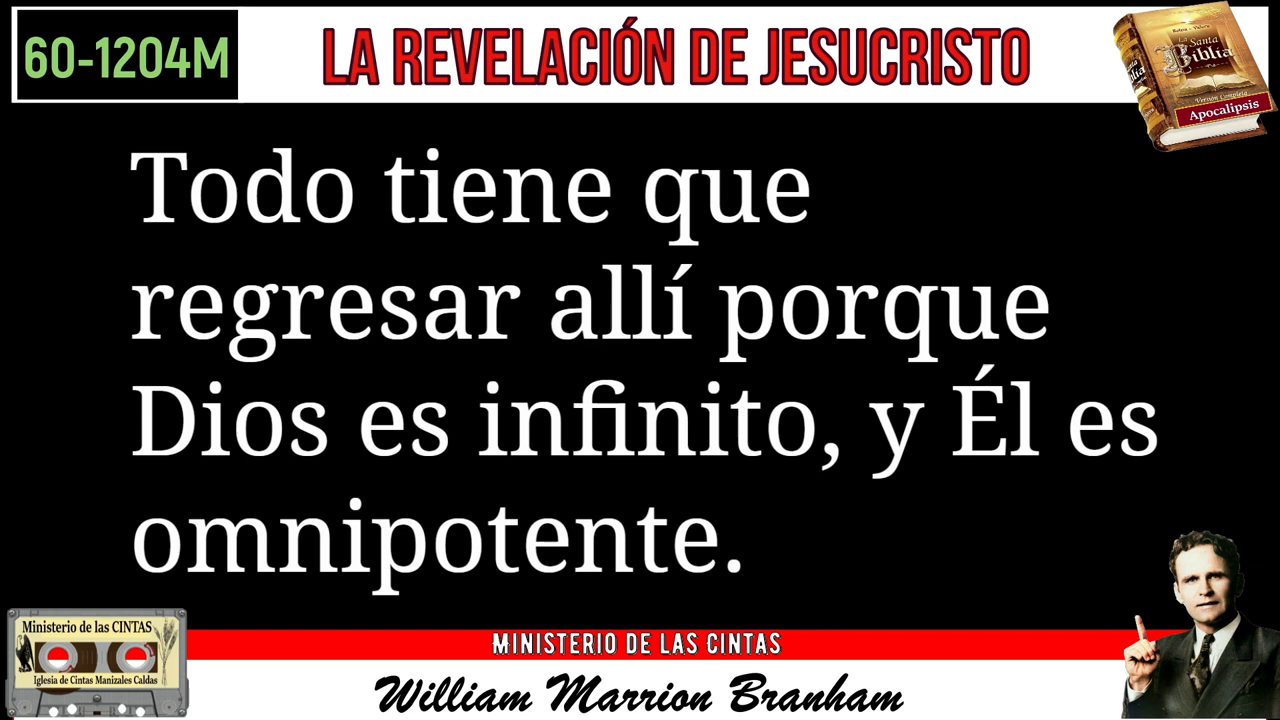 60-1204M
LA REVELACIÓN DE JESUCRISTO
La Santa
Biblia
Versión Completa
Apocalipsis
Todo tiene que
regresar allí porque
Dios es infinito, y Él es
omnipotente.
Ministerio de las CINTAS
Iglesia de Cintas Manizales Caldas
MINISTERIO DE LAS CINTAS
William Marrion Branham